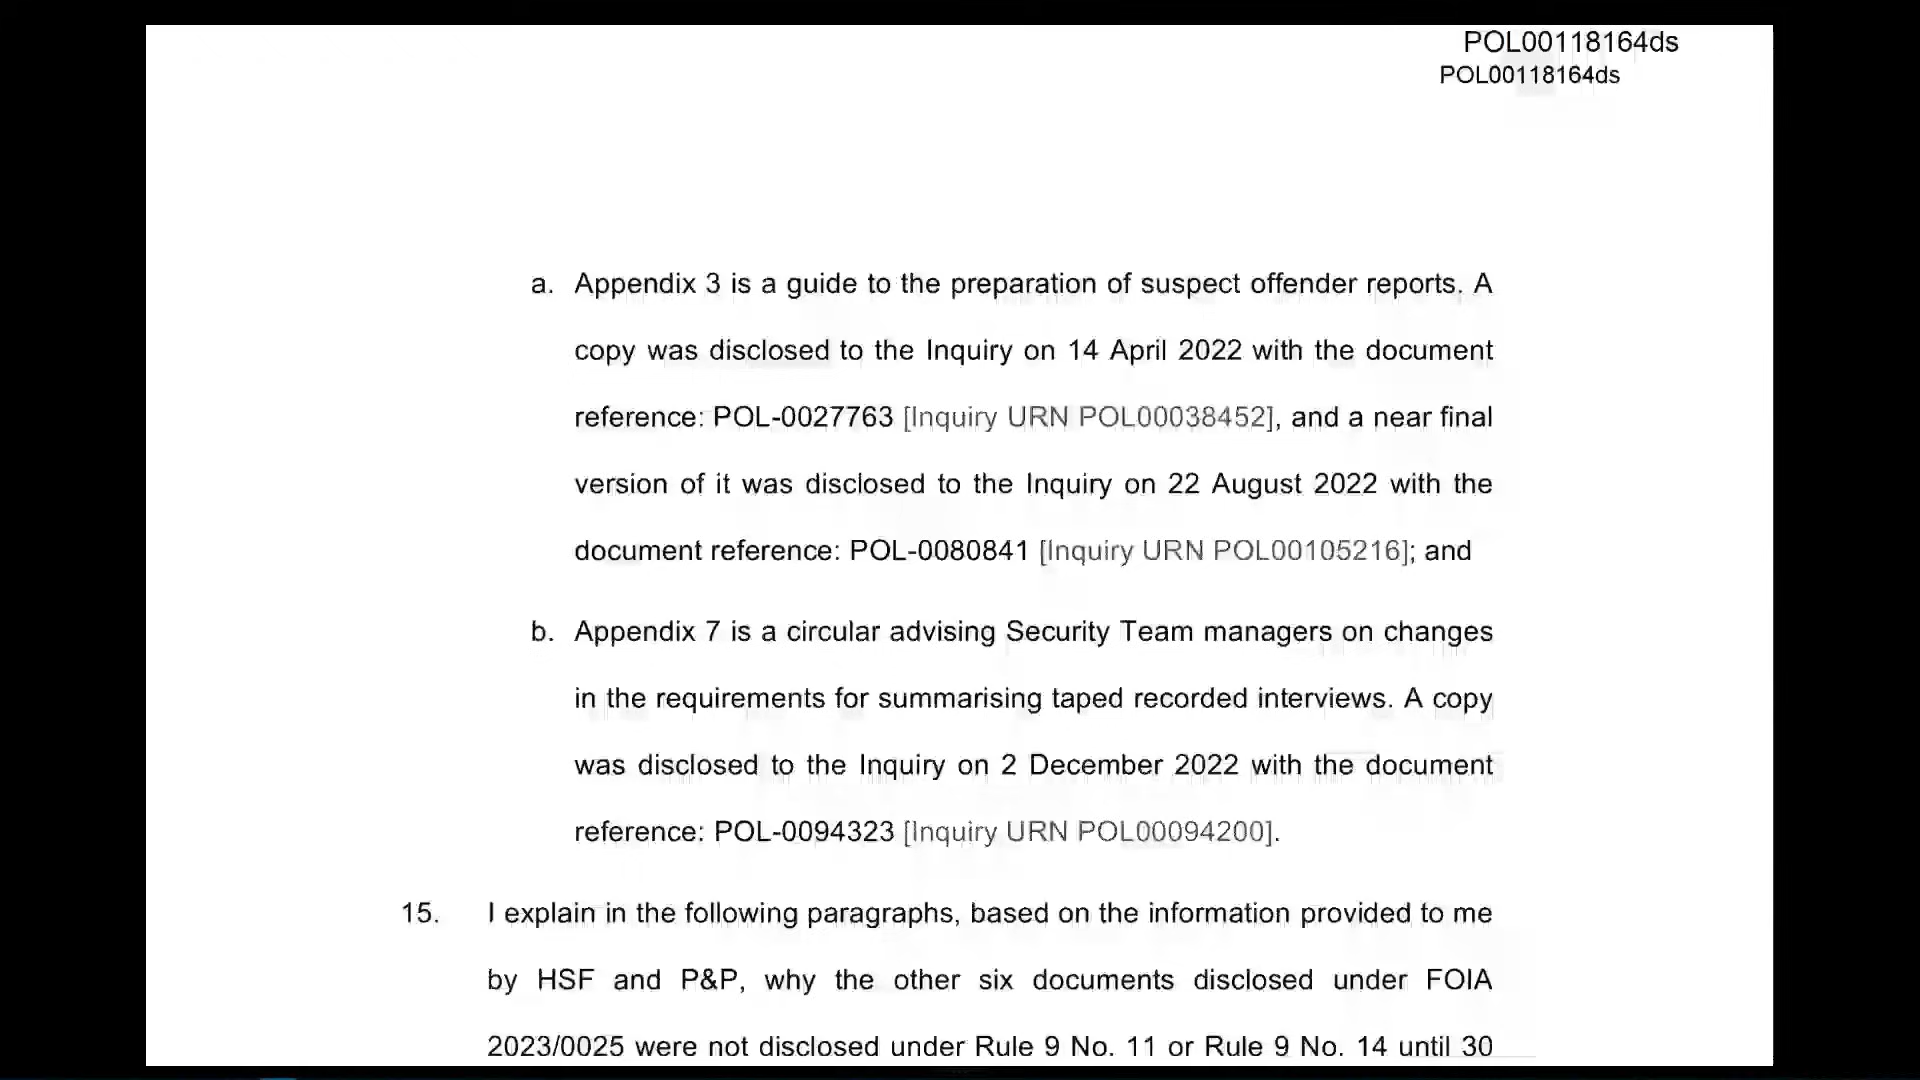 POL00118164ds
POL00118164ds
a. Appendix 3 is a guide to the preparation of suspect offender reports. A
copy was disclosed to the Inquiry on 14 April 2022 with the document
reference: POL-0027763 [Inquiry URN POL00038452], and a near final
version of it was disclosed to the Inquiry on 22 August 2022 with the
document reference: POL-0080841 [Inquiry URN POL00105216]; and
b. Appendix 7 is a circular advising Security Team managers on changes
in the requirements for summarising taped recorded interviews. A copy
was disclosed to the Inquiry on 2 December 2022 with the document
reference: POL-0094323 [Inquiry URN POL00094200].
15. I explain in the following paragraphs, based on the information provided to me
by HSF and P&P, why the other six documents disclosed under FOIA
2023/0025 were not disclosed under Rule 9 No. 11 or Rule 9 No. 14 until 30